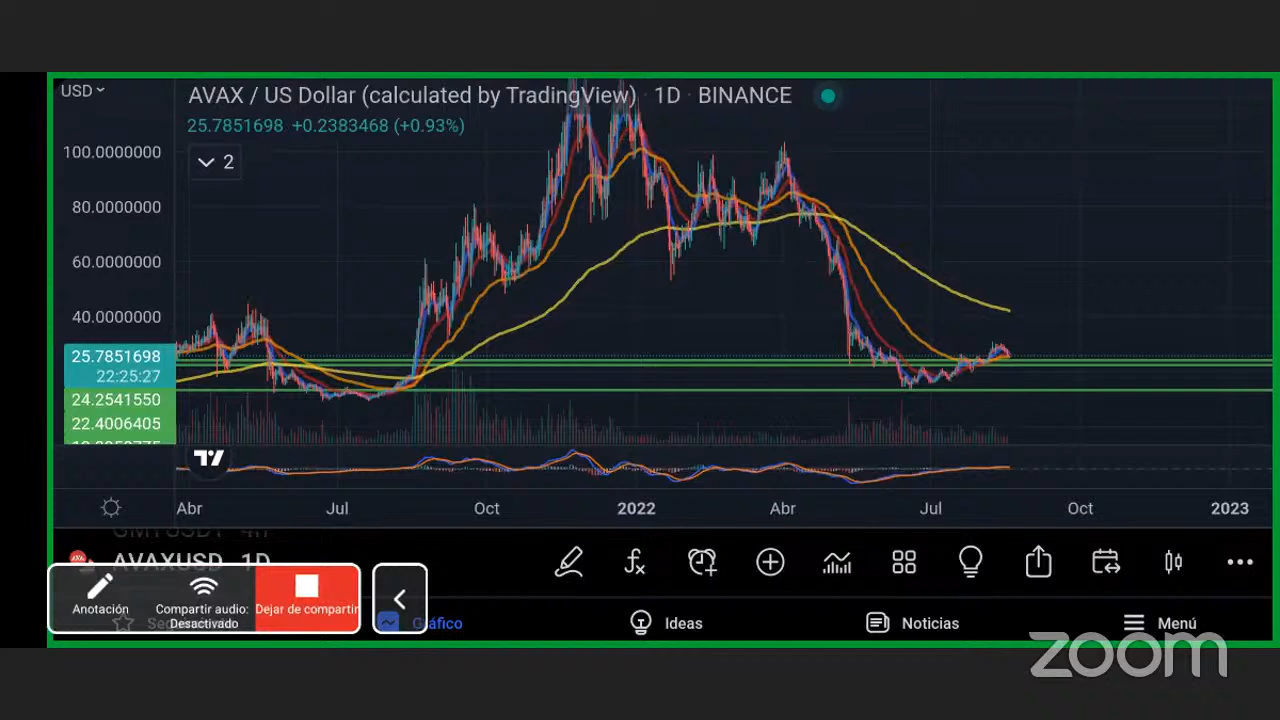 USD
AVAX / US Dollar (calculated by TradingView) · 1D · BINANCE
25.7851698 +0.2383468 (+0.93%)
2
100.0000000
80.0000000
60.0000000
40.0000000
25.7851698
22:25:27
24.2541550
22.4006405
Abr Jul Oct 2022 Abr Jul Oct 2023
AVAXUSD 1D
Anotación
Compartir audio:
Desactivado
Dejar de compartir
Ideas
Noticias
Menú
zoom